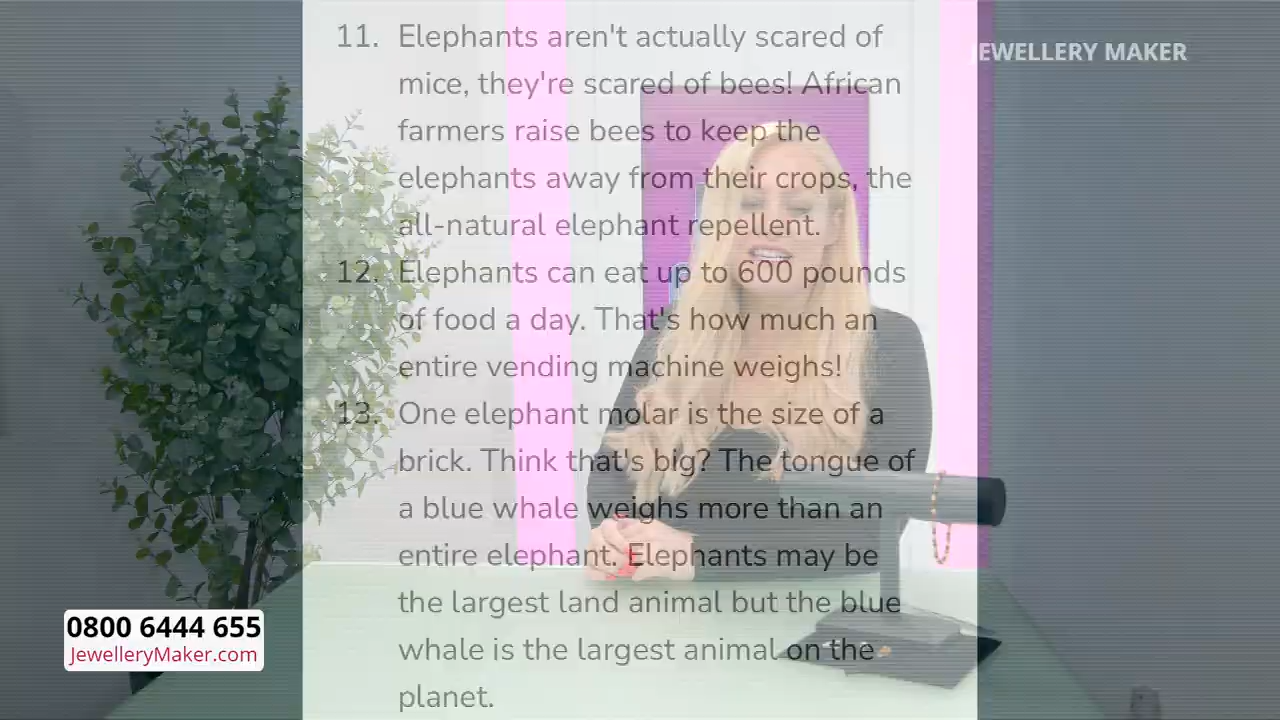 11. Elephants aren't actually scared of
mice, they're scared of bees! African
farmers raise bees to keep the
elephants away from their crops, the
all-natural elephant repellent.
12. Elephants can eat up to 600 pounds
of food a day. That's how much an
entire vending machine weighs!
13. One elephant molar is the size of a
brick. Think that's big? The tongue of
a blue whale weighs more than an
entire elephant. Elephants may be
the largest land animal but the blue
whale is the largest animal on the
planet.
JEWELLERY MAKER
0800 6444 655
JewelleryMaker.com